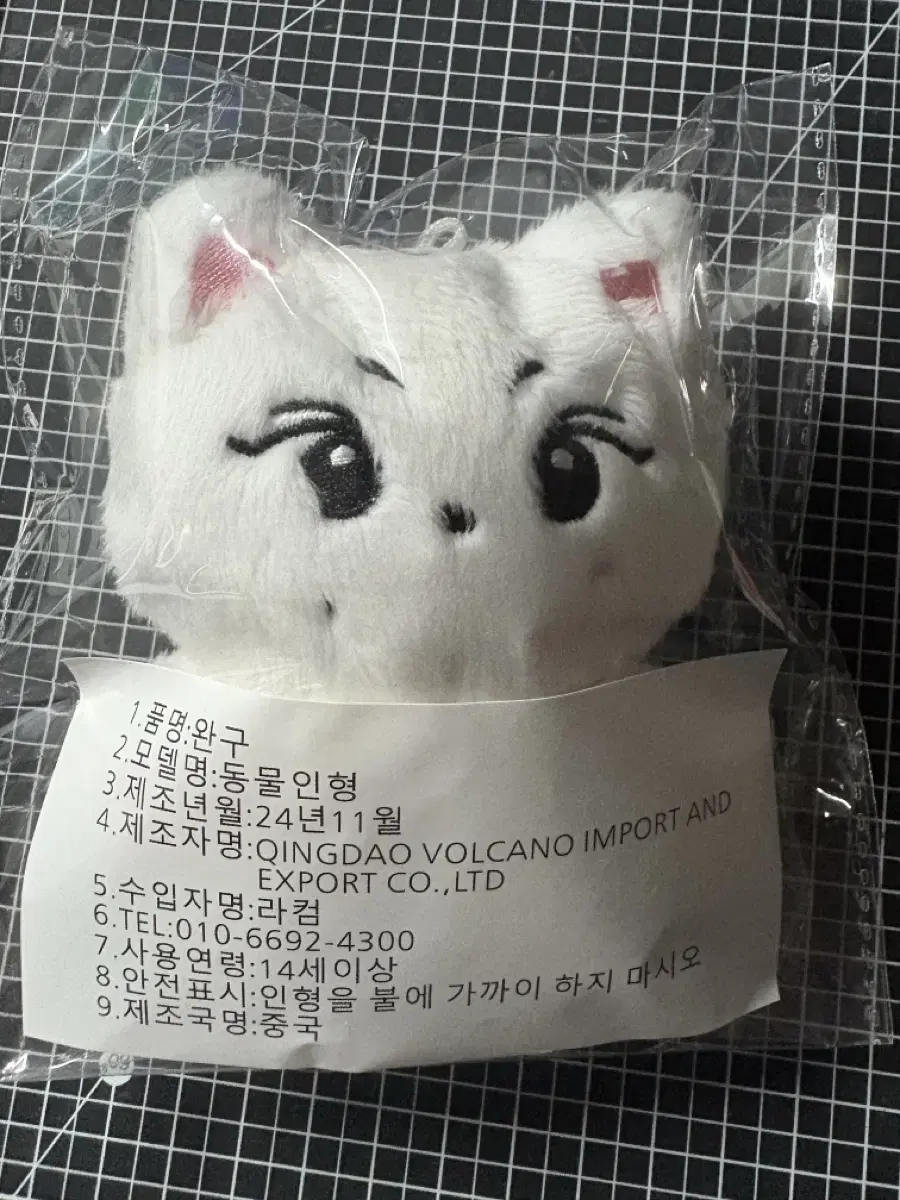 1.품명:완구
2.모델명:동물인형
3.제조년월:24년11월
4.제조자명:QINGDAO VOLCANO IMPORT AND
EXPORT CO.,LTD
5.수입자명:라컴
6.TEL:010-6692-4300
7.사용연령:14세이상
8.안전표시:인형을 불에 가까이 하지 마시오
9.제조국명:중국